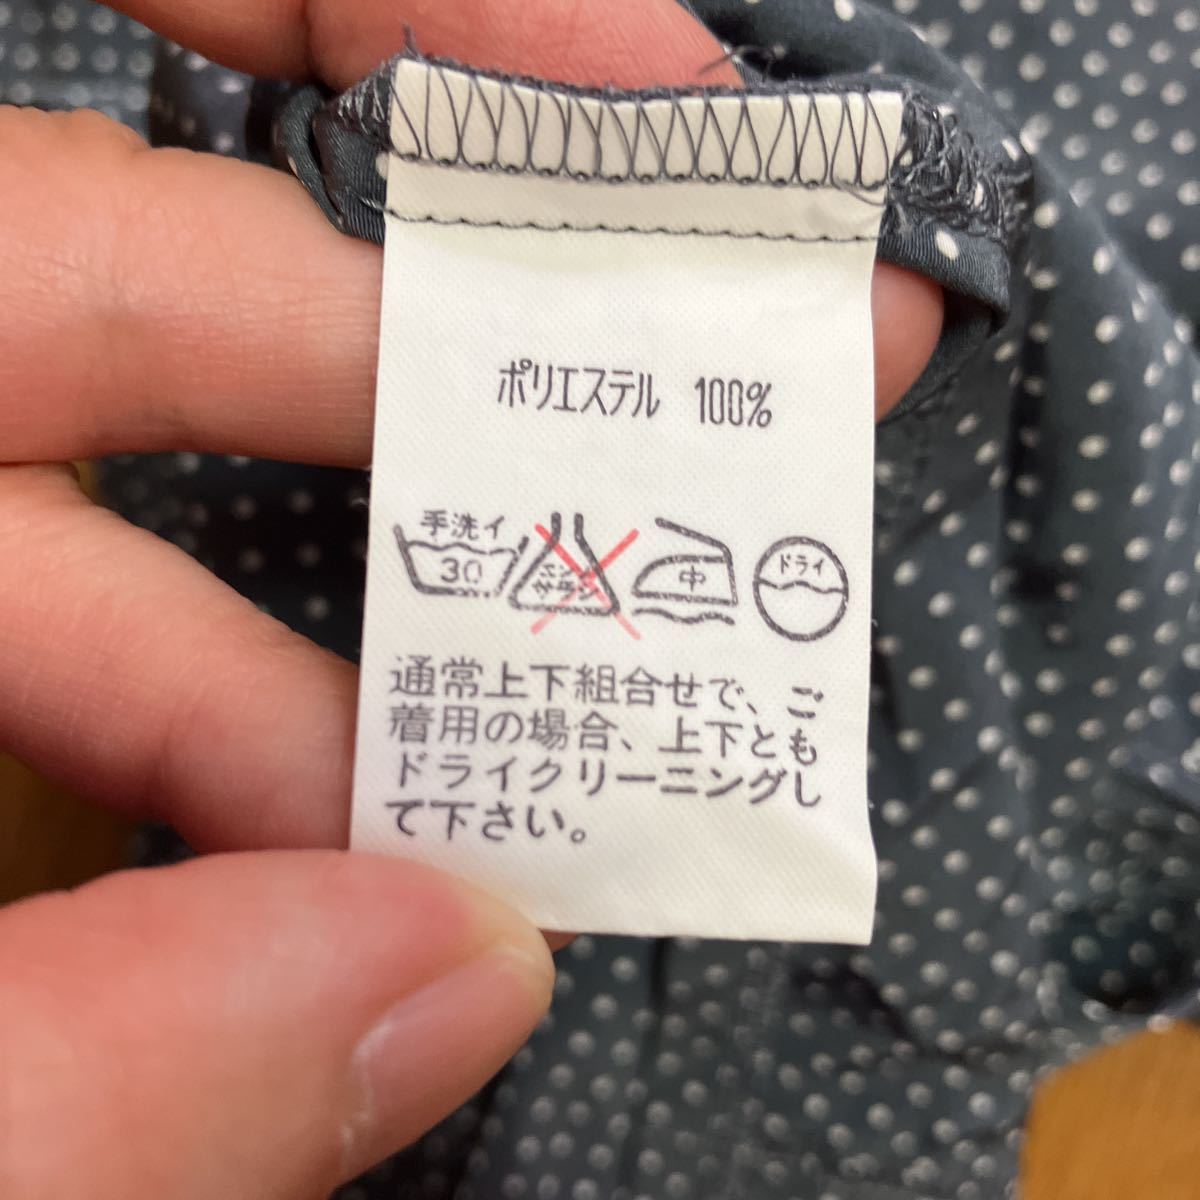 ポリエステル 100%
手洗イ
30
エンソ
サラシ
中
ドライ
通常上下組合せで、ご
着用の場合、上下とも
ドライクリーニングし
て下さい。